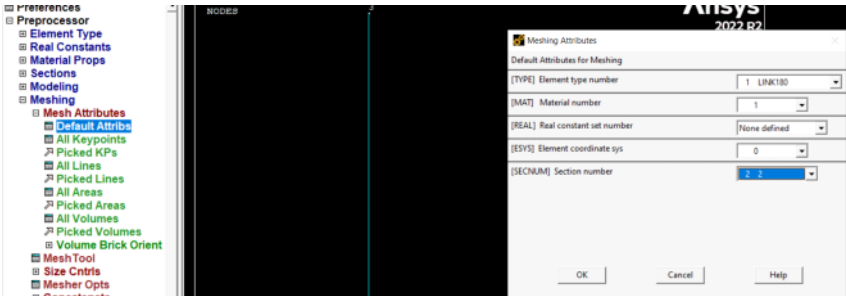 Preferences
Preprocessor
Element Type
Real Constants
Material Props
Sections
Modeling
Meshing
Mesh Attributes
Default Attribs
All Keypoints
Picked KPs
All Lines
Picked Lines
All Areas
Picked Areas
All Volumes
Picked Volumes
Volume Brick Orient
MeshTool
Size Cntrls
Mesher Opts
NODES
3
Ansys
2022 R2
Meshing Attributes
Default Attributes for Meshing
[TYPE] Element type number
1 LINK180
[MAT] Material number
1
[REAL] Real constant set number
None defined
[ESYS] Element coordinate sys
0
[SECNUM] Section number
2 2
OK
Cancel
Help